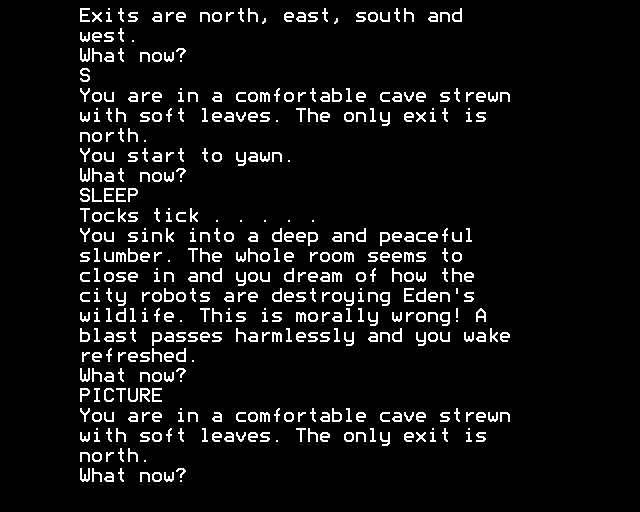 Exits are north, east, south and
west.
What now?
S
You are in a comfortable cave strewn
with soft leaves. The only exit is
north.
You start to yawn.
What now?
SLEEP
Tocks tick . . . . .
You sink into a deep and peaceful
slumber. The whole room seems to
close in and you dream of how the
city robots are destroying Eden's
wildlife. This is morally wrong! A
blast passes harmlessly and you wake
refreshed.
What now?
PICTURE
You are in a comfortable cave strewn
with soft leaves. The only exit is
north.
What now?